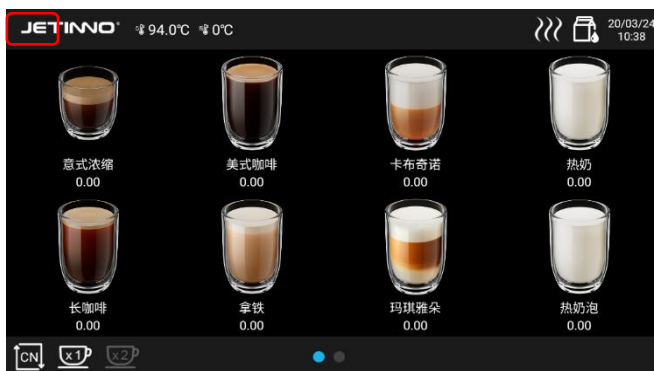 JETINNO 94.0℃ 0℃ 20/03/24
10:38
意式浓缩 美式咖啡 卡布奇诺 热奶
0.00 0.00 0.00 0.00
长咖啡 拿铁 玛琪雅朵 热奶泡
0.00 0.00 0.00 0.00
CN x1 x2